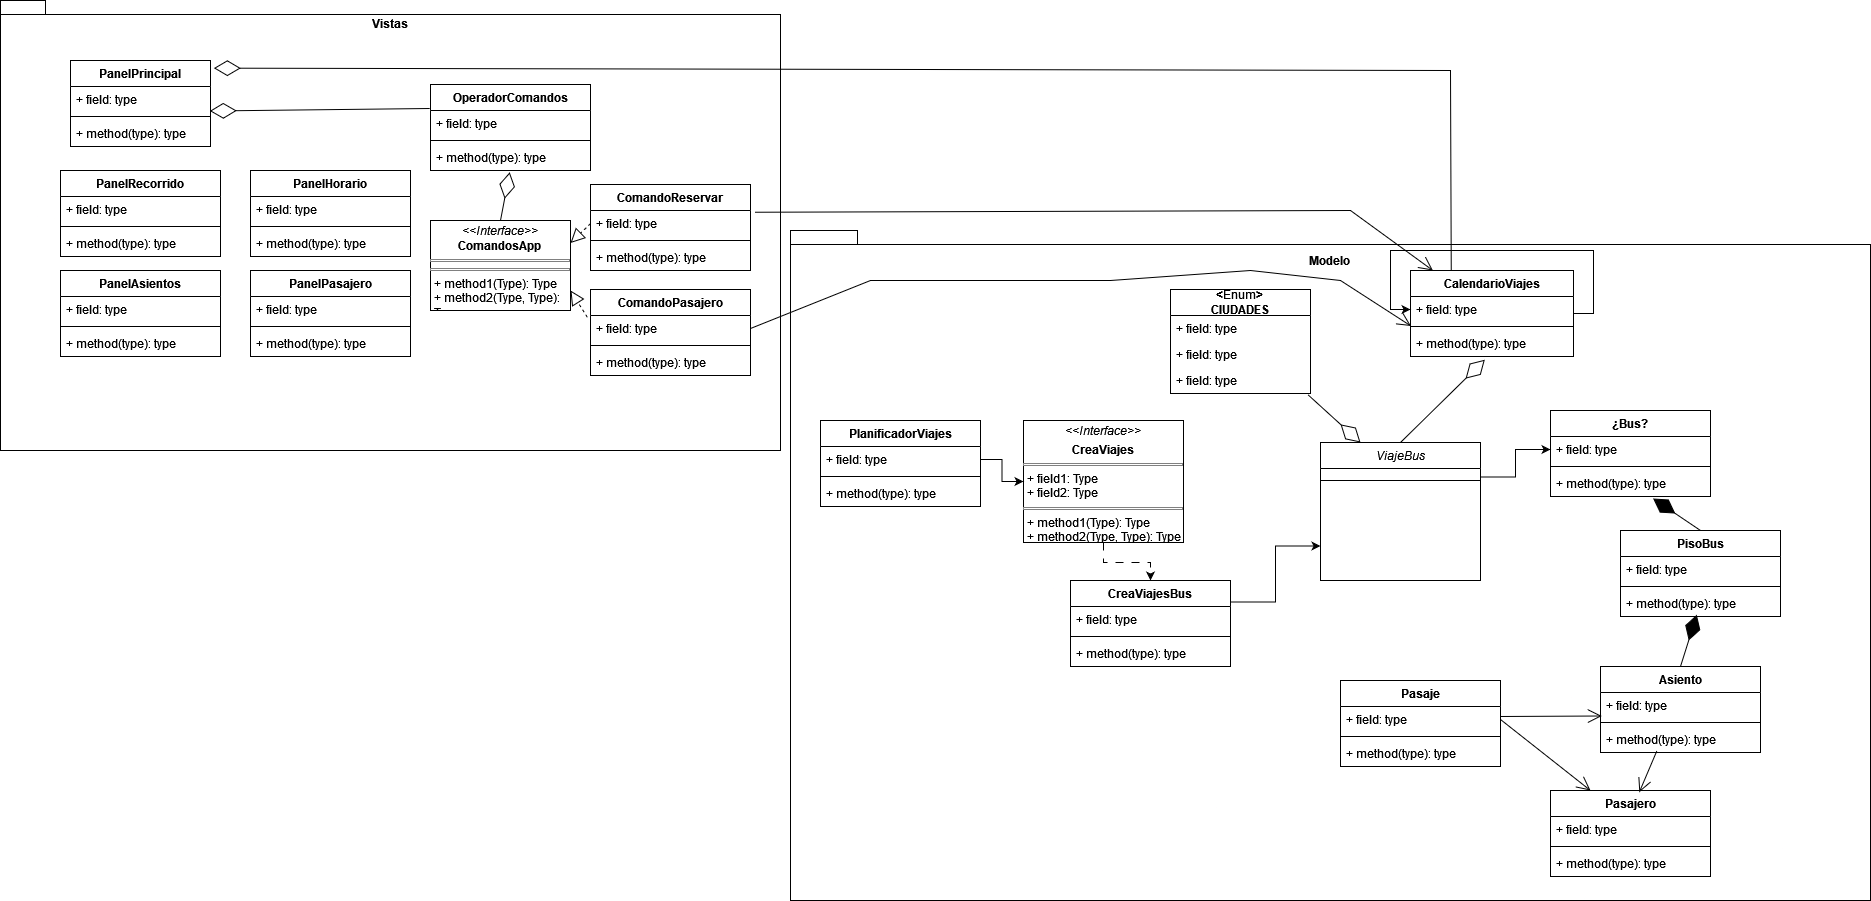 Vistas
PanelPrincipal
+ field: type
+ method(type): type
OperadorComandos
+ field: type
+ method(type): type
PanelRecorrido
+ field: type
+ method(type): type
PanelHorario
+ field: type
+ method(type): type
<<Interface>>
ComandosApp
+ method1(Type): Type
+ method2(Type, Type):
ComandoReservar
+ field: type
+ method(type): type
PanelAsientos
+ field: type
+ method(type): type
PanelPasajero
+ field: type
+ method(type): type
ComandoPasajero
+ field: type
+ method(type): type
Modelo
<Enum>
CIUDADES
+ field: type
+ field: type
+ field: type
CalendarioViajes
+ field: type
+ method(type): type
PlanificadorViajes
+ field: type
+ method(type): type
<<Interface>>
CreaViajes
+ field1: Type
+ field2: Type
+ method1(Type): Type
+ method2(Type, Type): Type
ViajeBus
¿Bus?
+ field: type
+ method(type): type
PisoBus
+ field: type
+ method(type): type
CreaViajesBus
+ field: type
+ method(type): type
Asiento
+ field: type
+ method(type): type
Pasaje
+ field: type
+ method(type): type
Pasajero
+ field: type
+ method(type): type